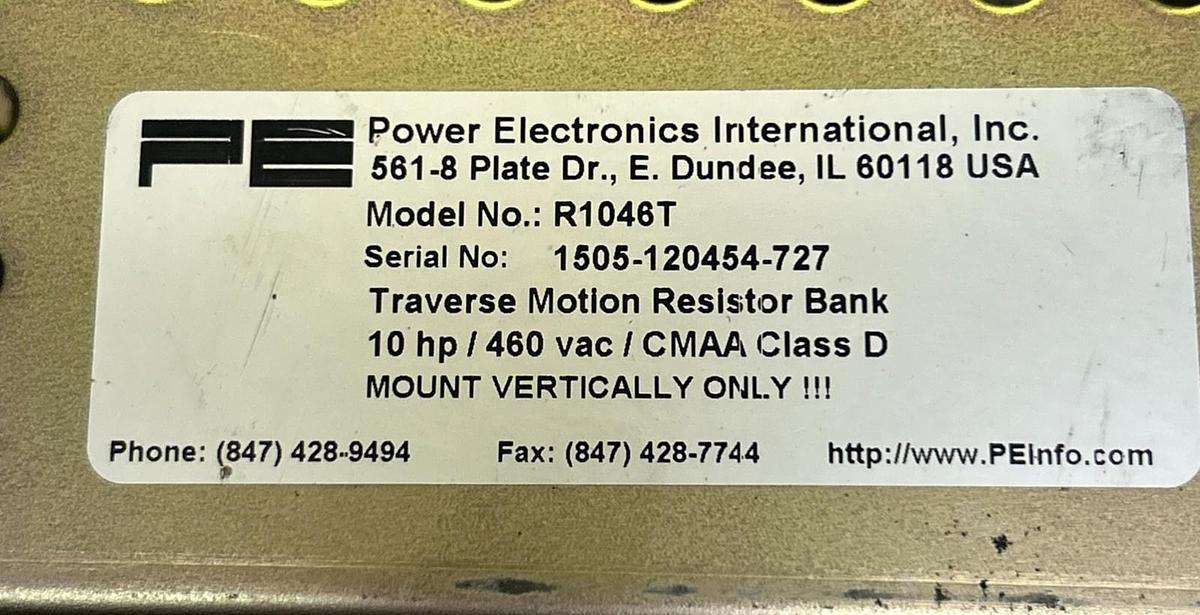 PE Power Electronics International, Inc.
561-8 Plate Dr., E. Dundee, IL 60118 USA
Model No.: R1046T
Serial No: 1505-120454-727
Traverse Motion Resistor Bank
10 hp / 460 vac / CMAA Class D
MOUNT VERTICALLY ONLY !!!
Phone: (847) 428-9494 Fax: (847) 428-7744 http://www.PEInfo.com